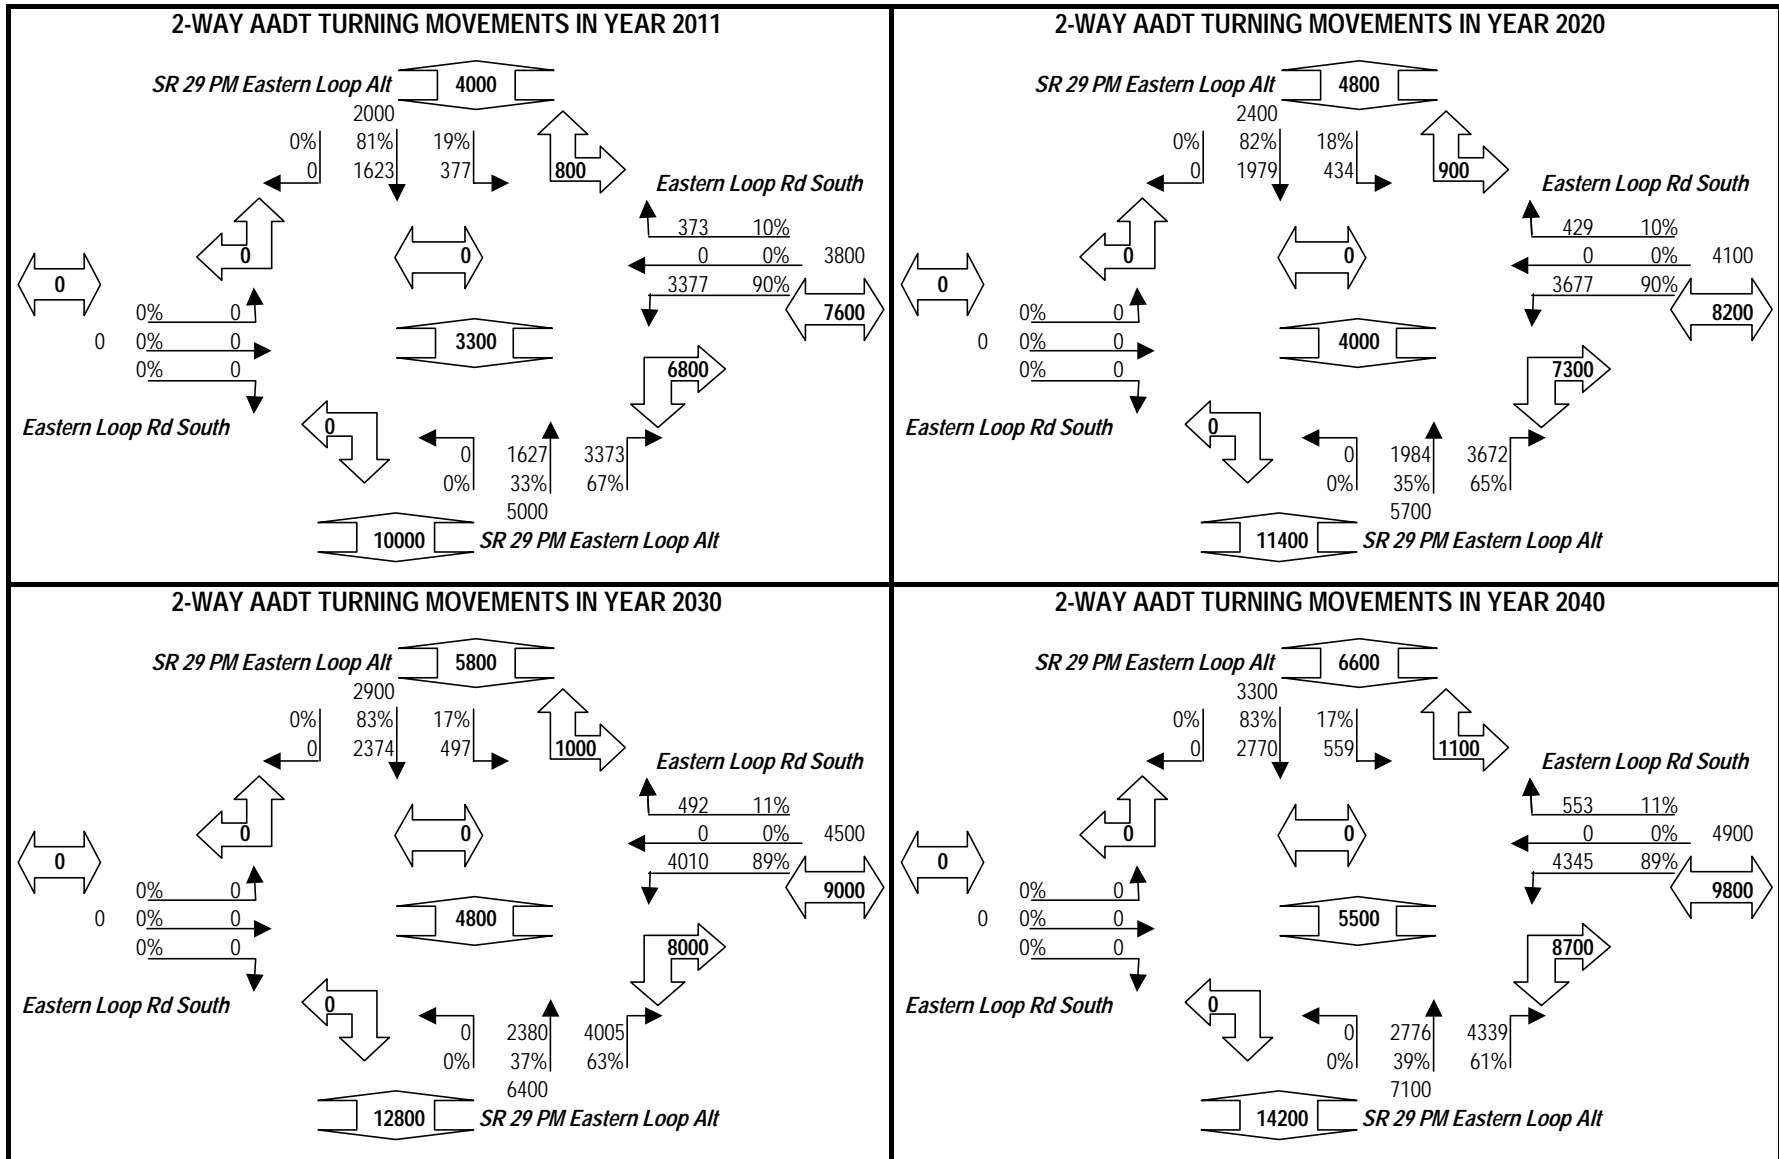 2-WAY AADT TURNING MOVEMENTS IN YEAR 2011
SR 29 PM Eastern Loop Alt 4000
2000
0% 81% 19%
0 1623 377 800
Eastern Loop Rd South
373 10%
0 0 0 0% 3800
0 3377 90%
0% 0 7600
0 0% 0 3300
0% 0 6800
Eastern Loop Rd South 0
0 1627 3373
0% 33% 67%
5000
10000 SR 29 PM Eastern Loop Alt
2-WAY AADT TURNING MOVEMENTS IN YEAR 2020
SR 29 PM Eastern Loop Alt 4800
2400
0% 82% 18%
0 1979 434 900
Eastern Loop Rd South
429 10%
0 0 0 0% 4100
0 3677 90%
0% 0 8200
0 0% 0 4000
0% 0 7300
Eastern Loop Rd South 0
0 1984 3672
0% 35% 65%
5700
11400 SR 29 PM Eastern Loop Alt
2-WAY AADT TURNING MOVEMENTS IN YEAR 2030
SR 29 PM Eastern Loop Alt 5800
2900
0% 83% 17%
0 2374 497 1000
Eastern Loop Rd South
492 11%
0 0 0 0% 4500
0 4010 89%
0% 0 9000
0 0% 0 4800
0% 0 8000
Eastern Loop Rd South 0
0 2380 4005
0% 37% 63%
6400
12800 SR 29 PM Eastern Loop Alt
2-WAY AADT TURNING MOVEMENTS IN YEAR 2040
SR 29 PM Eastern Loop Alt 6600
3300
0% 83% 17%
0 2770 559 1100
Eastern Loop Rd South
553 11%
0 0 0 0% 4900
0 4345 89%
0% 0 9800
0 0% 0 5500
0% 0 8700
Eastern Loop Rd South 0
0 2776 4339
0% 39% 61%
7100
14200 SR 29 PM Eastern Loop Alt